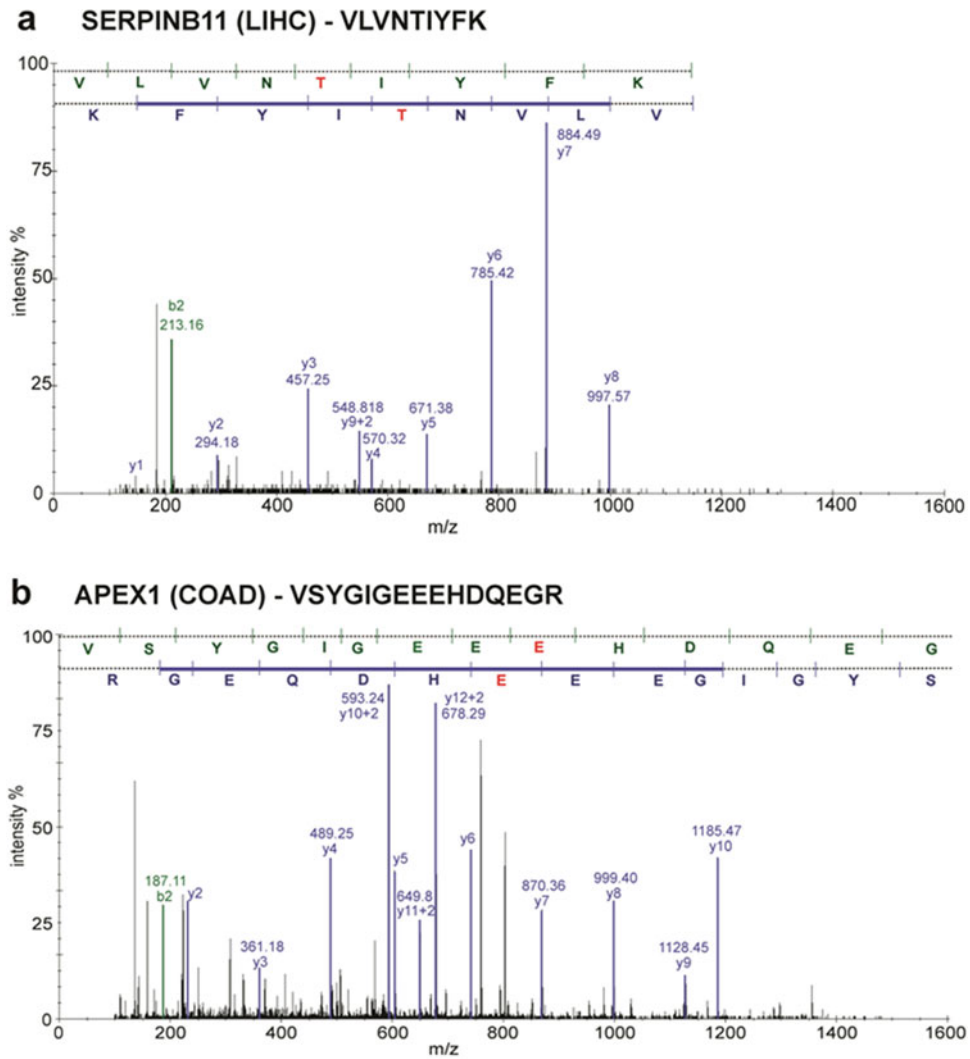 a SERPINB11 (LIHC) - VLVNTIYFK
100
V L V N T I Y F K
K F Y I T N V L V
884.49
y7
75
y6
785.42
intensity %
50
b2
213.16
y3
457.25
25
548.818
y9+2
671.38
y5
y8
997.57
y2
294.18
570.32
y4
y1
0
0 200 400 600 800 1000 1200 1400 1600
m/z
b APEX1 (COAD) - VSYGIGEEEHDQEGR
100
V S Y G I G E E E H D Q E G
R G E Q D H E E E G I G Y S
593.24
y10+2
y12+2
678.29
75
intensity %
50
489.25
y4
y5
y6
1185.47
y10
187.11
b2
y2
649.8
y11+2
870.36
y7
999.40
y8
25
361.18
y3
1128.45
y9
0
0 200 400 600 800 1000 1200 1400 1600
m/z